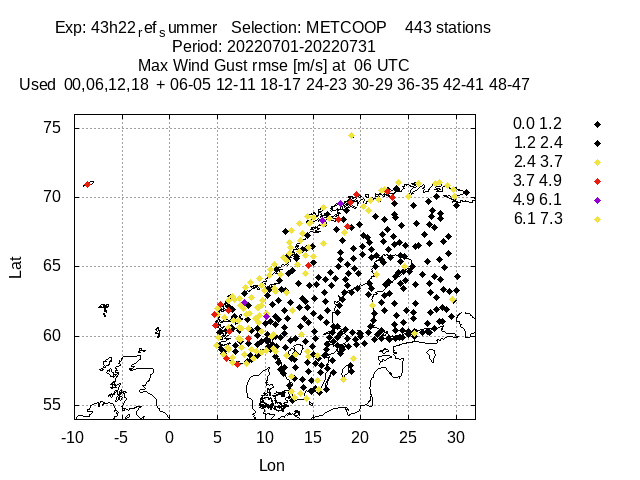 Exp: 43h22refsummer   Selection: METCOOP    443 stations
Period: 20220701-20220731
Max Wind Gust rmse [m/s] at  06 UTC
Used  00,06,12,18  + 06-05 12-11 18-17 24-23 30-29 36-35 42-41 48-47
75
70
65
60
55
-10 -5 0 5 10 15 20 25 30
Lat
Lon
0.0 1.2
1.2 2.4
2.4 3.7
3.7 4.9
4.9 6.1
6.1 7.3